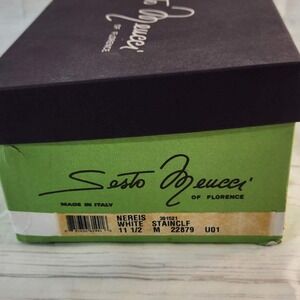 Sesto Meucci
OF FLORENCE
Sesto Meucci
OF FLORENCE
MADE IN ITALY
NEREIS 301521
WHITE STAINCLF
11 1/2 M 22879 U01